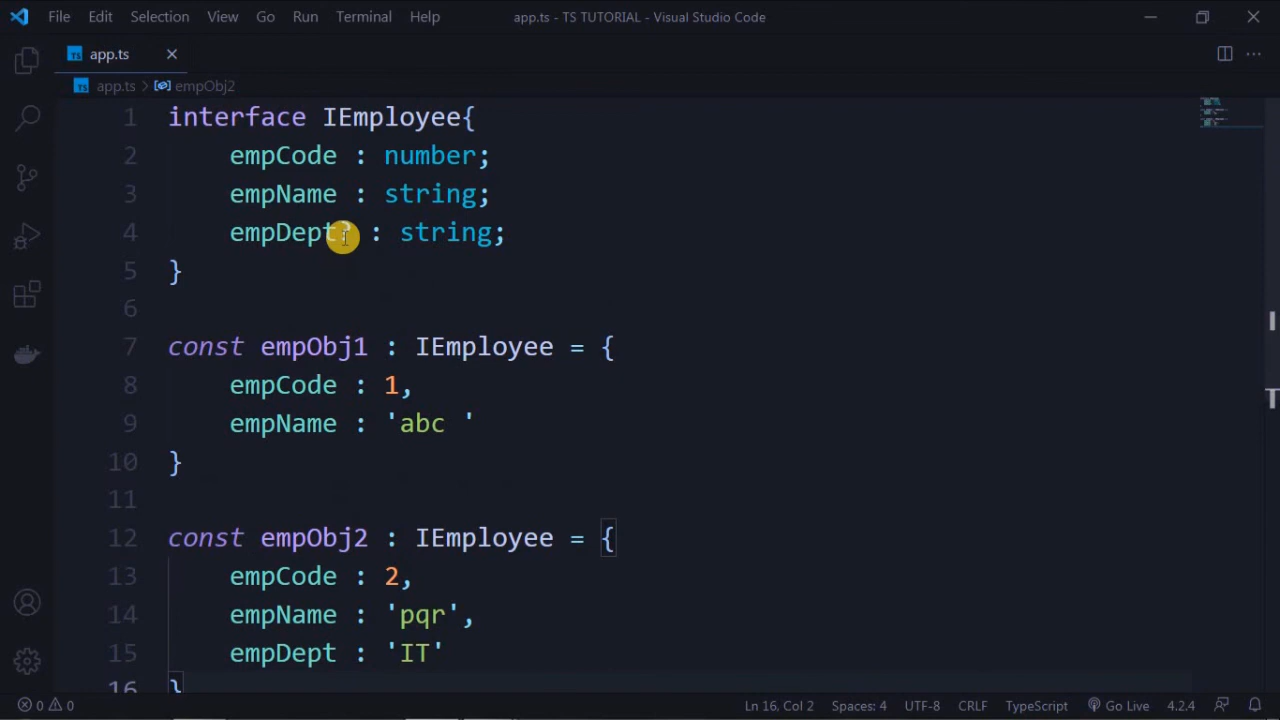 File Edit Selection View Go Run Terminal Help app.ts - TS TUTORIAL - Visual Studio Code
TS app.ts
TS app.ts > empObj2
1 interface IEmployee{
2 empCode : number;
3 empName : string;
4 empDept? : string;
5 }
6
7 const empObj1 : IEmployee = {
8 empCode : 1,
9 empName : 'abc '
10 }
11
12 const empObj2 : IEmployee = {
13 empCode : 2,
14 empName : 'pqr',
15 empDept : 'IT'
16 }
0 0 Ln 16, Col 2 Spaces: 4 UTF-8 CRLF TypeScript Go Live 4.2.4